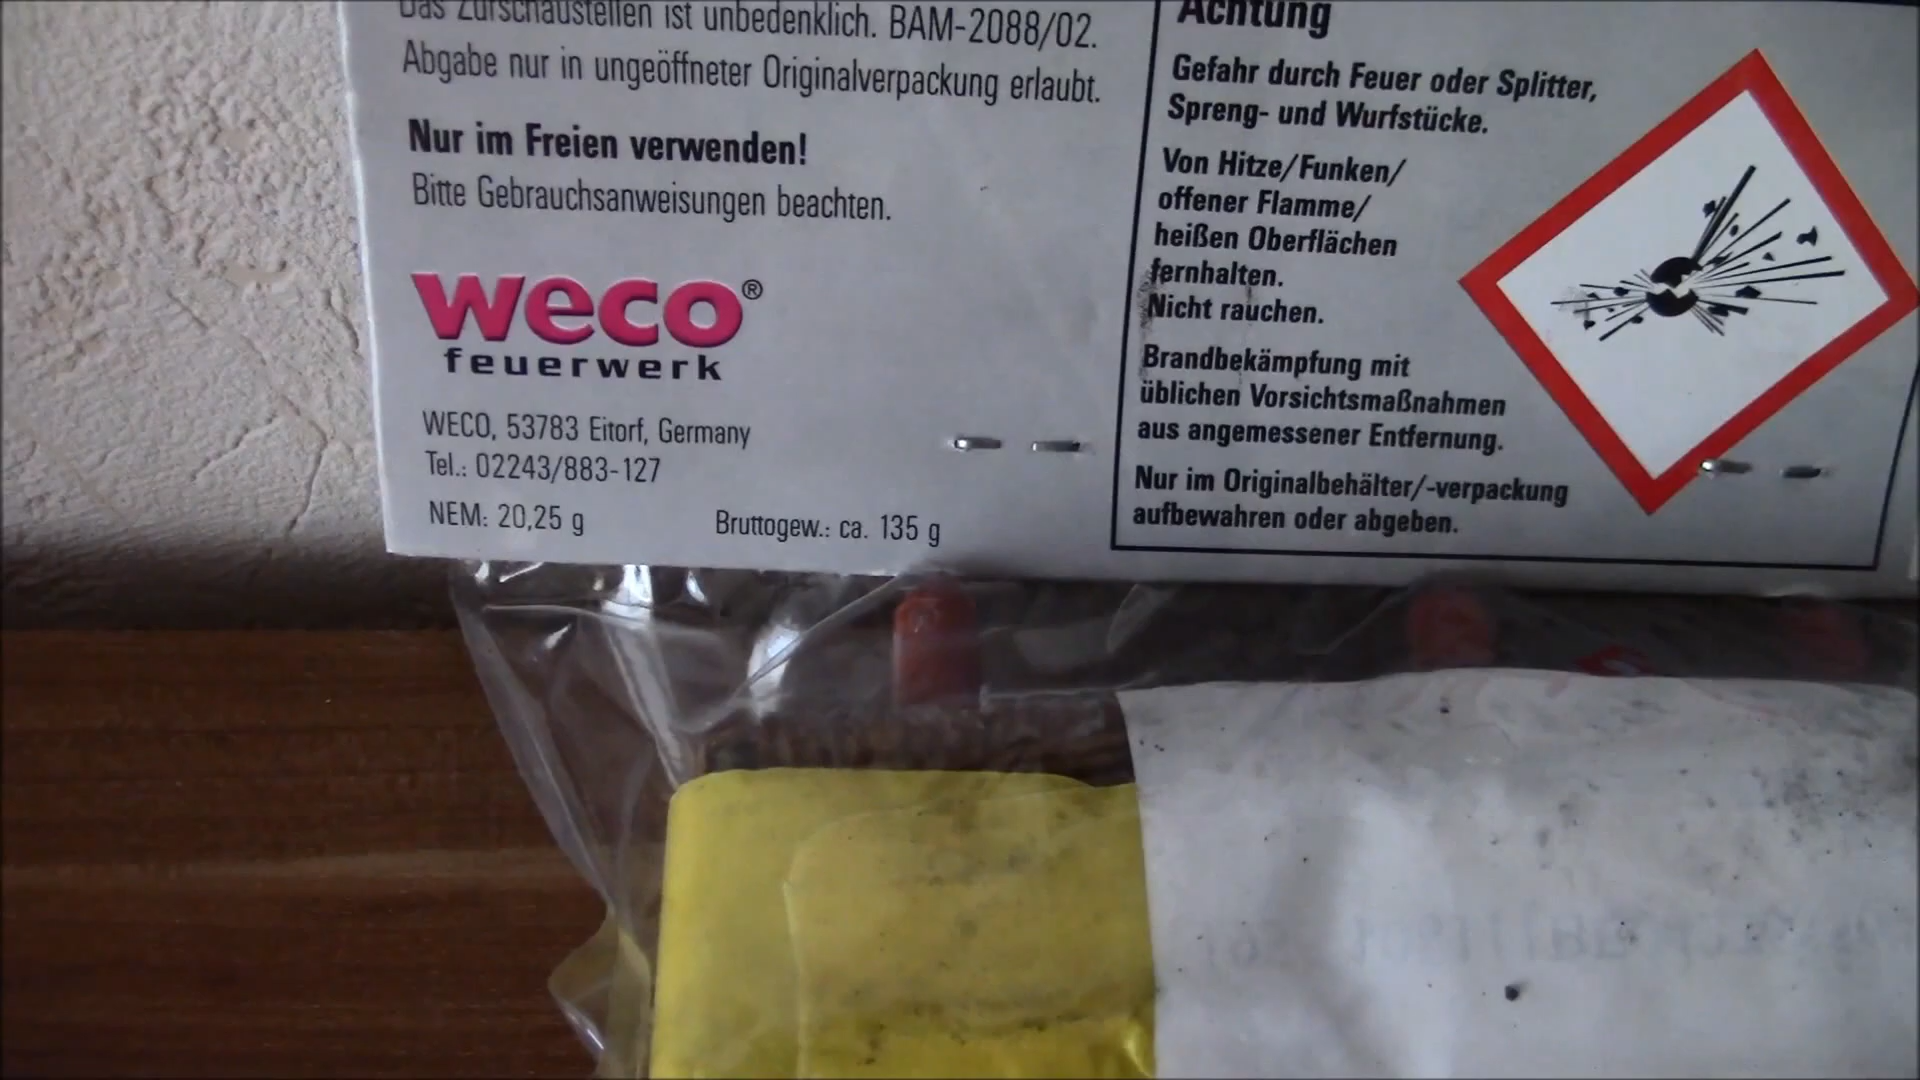 Das Zurschaustellen ist unbedenklich. BAM-2088/02.
Abgabe nur in ungeöffneter Originalverpackung erlaubt.
Nur im Freien verwenden!
Bitte Gebrauchsanweisungen beachten.
weco®
feuerwerk
WECO, 53783 Eitorf, Germany
Tel.: 02243/883-127
NEM: 20,25 g
Bruttogew.: ca. 135 g
Achtung
Gefahr durch Feuer oder Splitter,
Spreng- und Wurfstücke.
Von Hitze/Funken/
offener Flamme/
heißen Oberflächen
fernhalten.
Nicht rauchen.
Brandbekämpfung mit
üblichen Vorsichtsmaßnahmen
aus angemessener Entfernung.
Nur im Originalbehälter/-verpackung
aufbewahren oder abgeben.